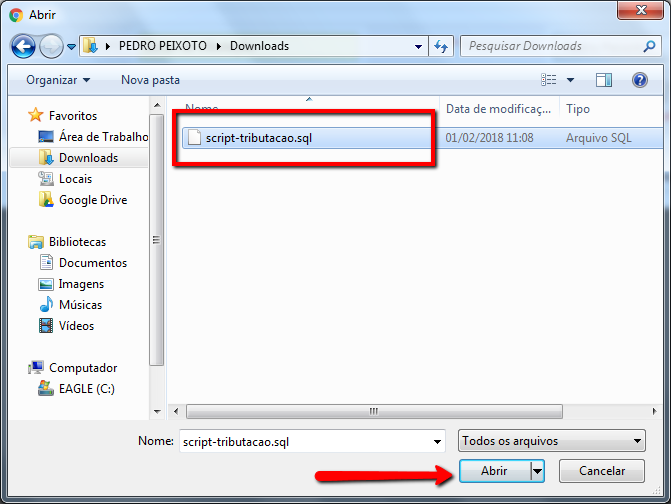 Abrir
PEDRO PEIXOTO Downloads
Pesquisar Downloads
Organizar Nova pasta
Nome Data de modificaç... Tipo
script-tributacao.sql 01/02/2018 11:08 Arquivo SQL
Favoritos
Área de Trabalho
Downloads
Locais
Google Drive
Bibliotecas
Documentos
Imagens
Músicas
Vídeos
Computador
EAGLE (C:)
Nome: script-tributacao.sql Todos os arquivos
Abrir Cancelar